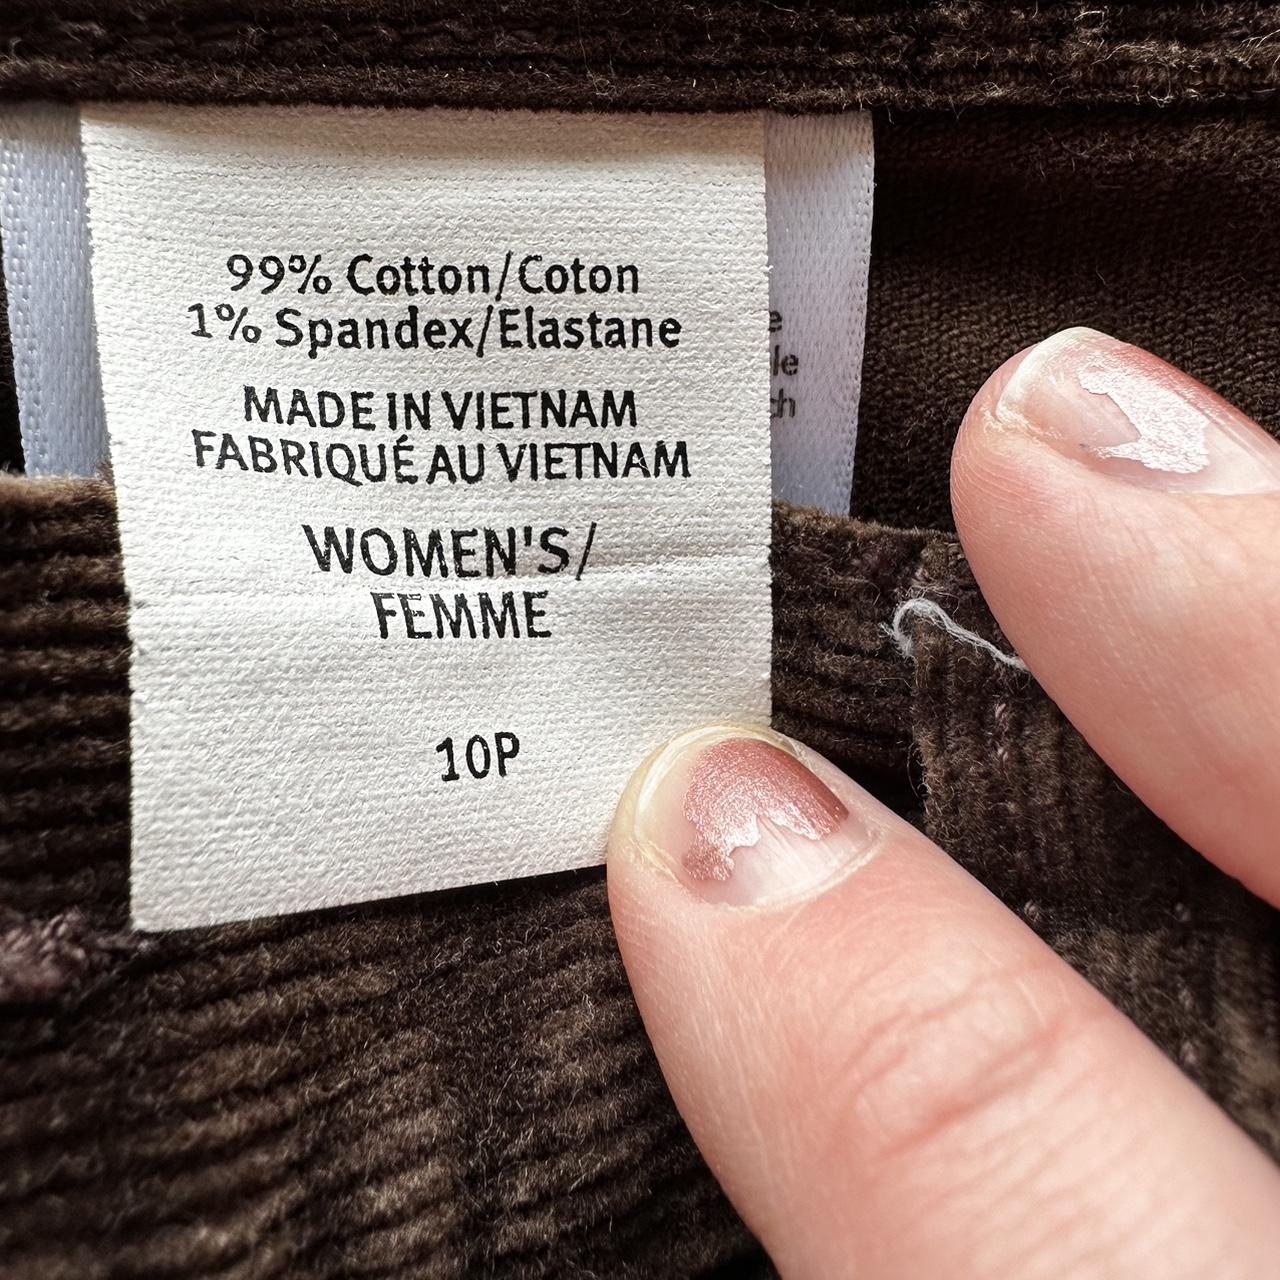 99% Cotton/Coton
1% Spandex/Elastane
MADE IN VIETNAM
FABRIQUÉ AU VIETNAM
WOMEN'S/
FEMME
10P